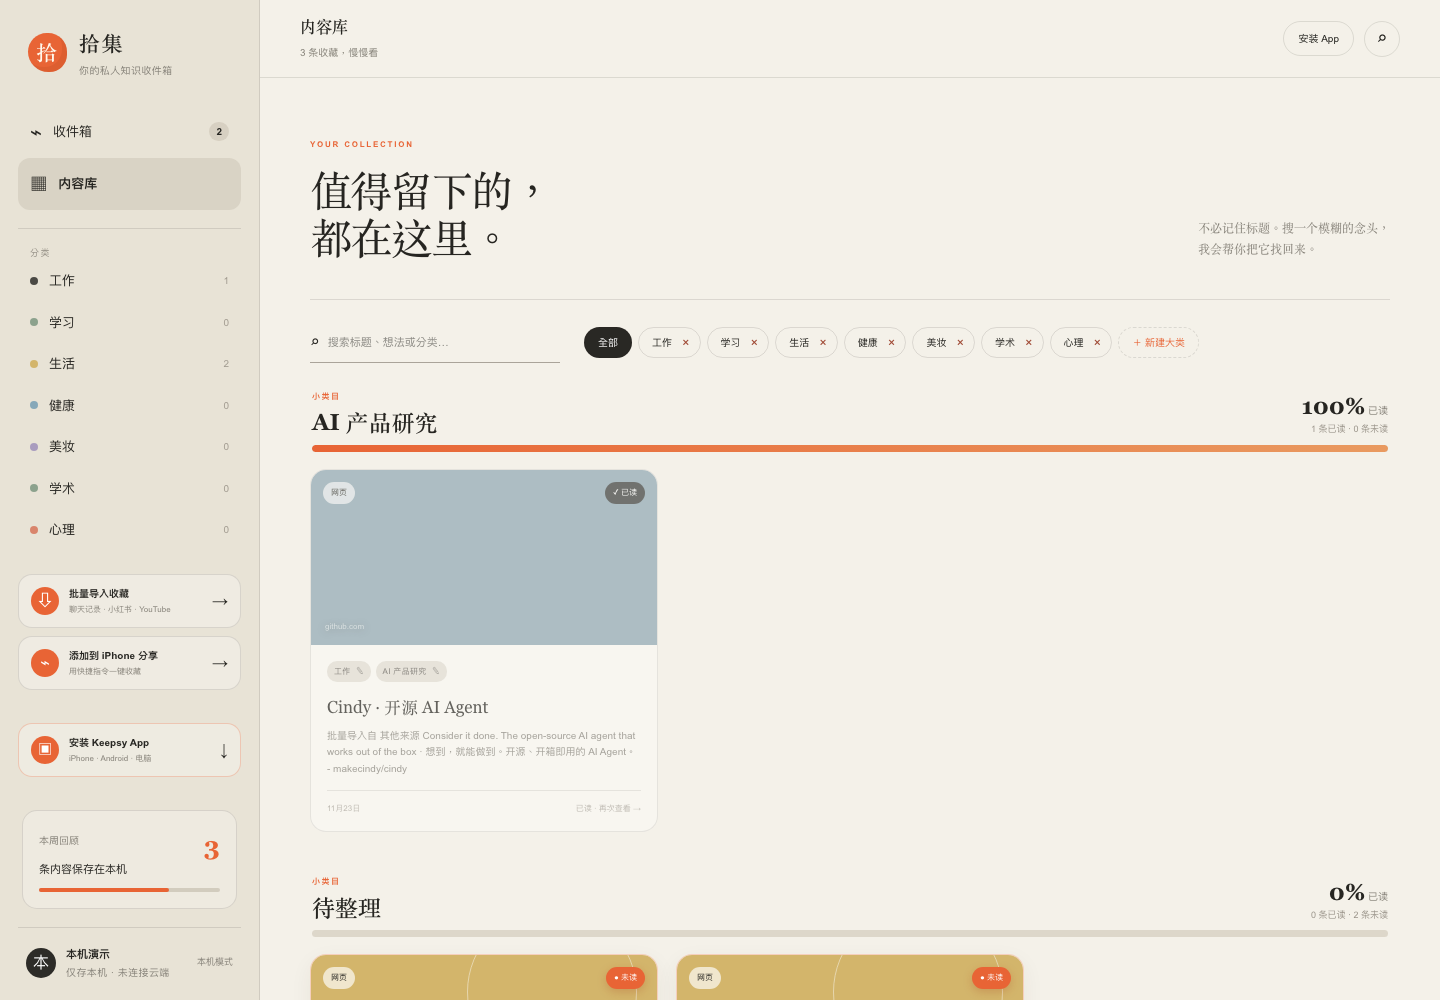 拾
拾集
你的私人知识收件箱
收件箱
2
内容库
分类
工作
1
学习
0
生活
2
健康
0
美妆
0
学术
0
心理
0
批量导入收藏
聊天记录 · 小红书 · YouTube
→
添加到 iPhone 分享
用快捷指令一键收藏
→
安装 Keepsy App
iPhone · Android · 电脑
↓
本周回顾
3
条内容保存在本机
本
本机演示
仅存本机 · 未连接云端
本机模式
内容库
3 条收藏 · 慢慢看
安装 App
YOUR COLLECTION
值得留下的，
都在这里。
不必记住标题。搜一个模糊的念头，
我会帮你把它找回来。
搜索标题、想法或分类…
全部
工作 ×
学习 ×
生活 ×
健康 ×
美妆 ×
学术 ×
心理 ×
＋ 新建大类
小类目
AI 产品研究
100% 已读
1 条已读 · 0 条未读
网页
✓ 已读
github.com
工作 ✎
AI 产品研究 ✎
Cindy · 开源 AI Agent
批量导入自 其他来源 Consider it done. The open-source AI agent that
works out of the box · 想到，就能做到。开源、开箱即用的 AI Agent。
- makecindy/cindy
11月23日
已读 · 再次查看 →
小类目
待整理
0% 已读
0 条已读 · 2 条未读
网页
● 未读
网页
● 未读